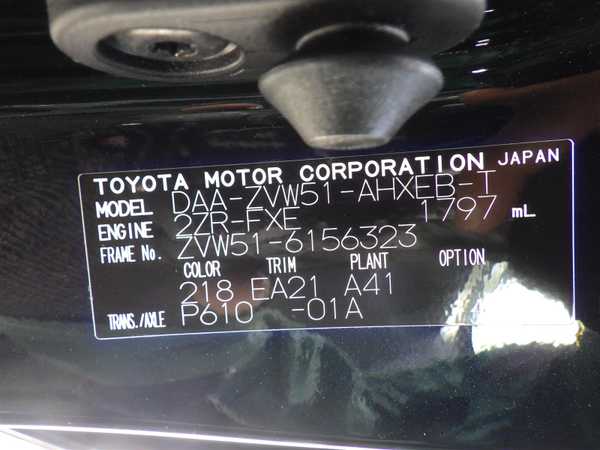 TOYOTA MOTOR CORPORATION JAPAN
MODEL DAA-ZVW51-AHXEB-T
ENGINE 2ZR-FXE 1797 mL
FRAME No. ZVW51-6156323
COLOR TRIM PLANT OPTION
218 EA21 A41
TRANS./AXLE P610 -01A